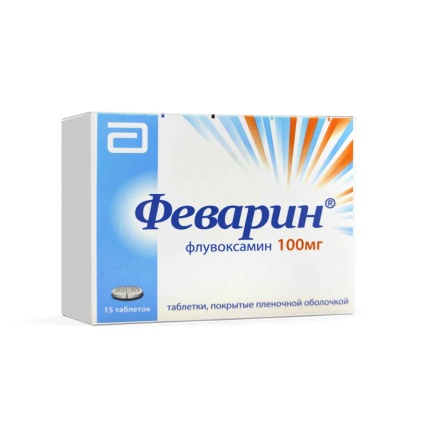 Феварин®
флувоксамин 100мг
таблетки, покрытые пленочной оболочкой
15 таблеток